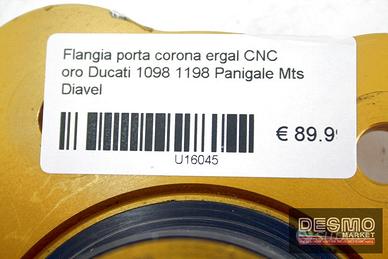 Flangia porta corona ergal CNC
oro Ducati 1098 1198 Panigale Mts
Diavel
€ 89.9
U16045
DESMO
MARKET